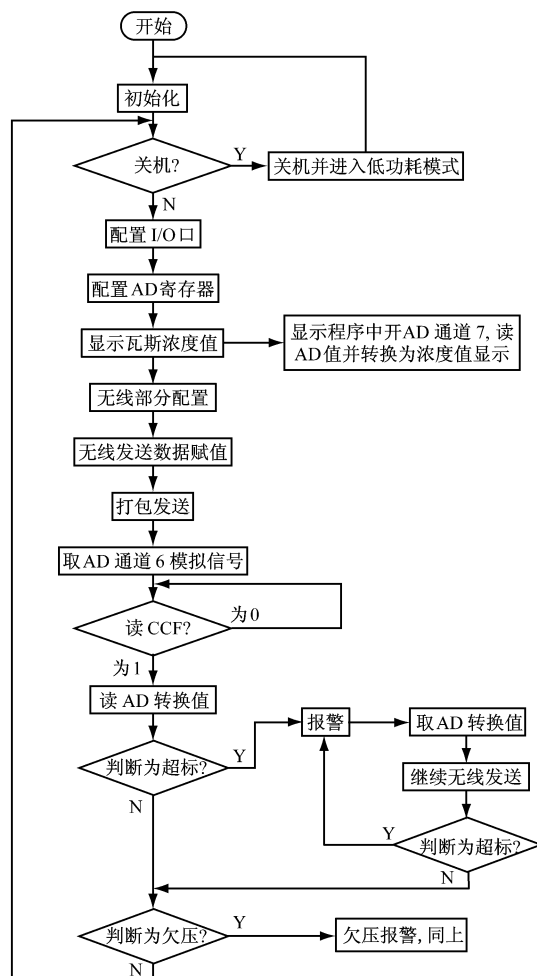 开始
初始化
关机?
Y
关机并进入低功耗模式
N
配置 I/O 口
配置 AD 寄存器
显示瓦斯浓度值
显示程序中开AD 通道 7, 读
AD 值并转换为浓度值显示
无线部分配置
无线发送数据赋值
打包发送
取AD 通道 6 模拟信号
读 CCF?
为0
为1
读 AD 转换值
报警
取AD 转换值
判断为超标?
Y
继续无线发送
N
Y
判断为超标?
N
判断为欠压?
Y
欠压报警, 同上
N